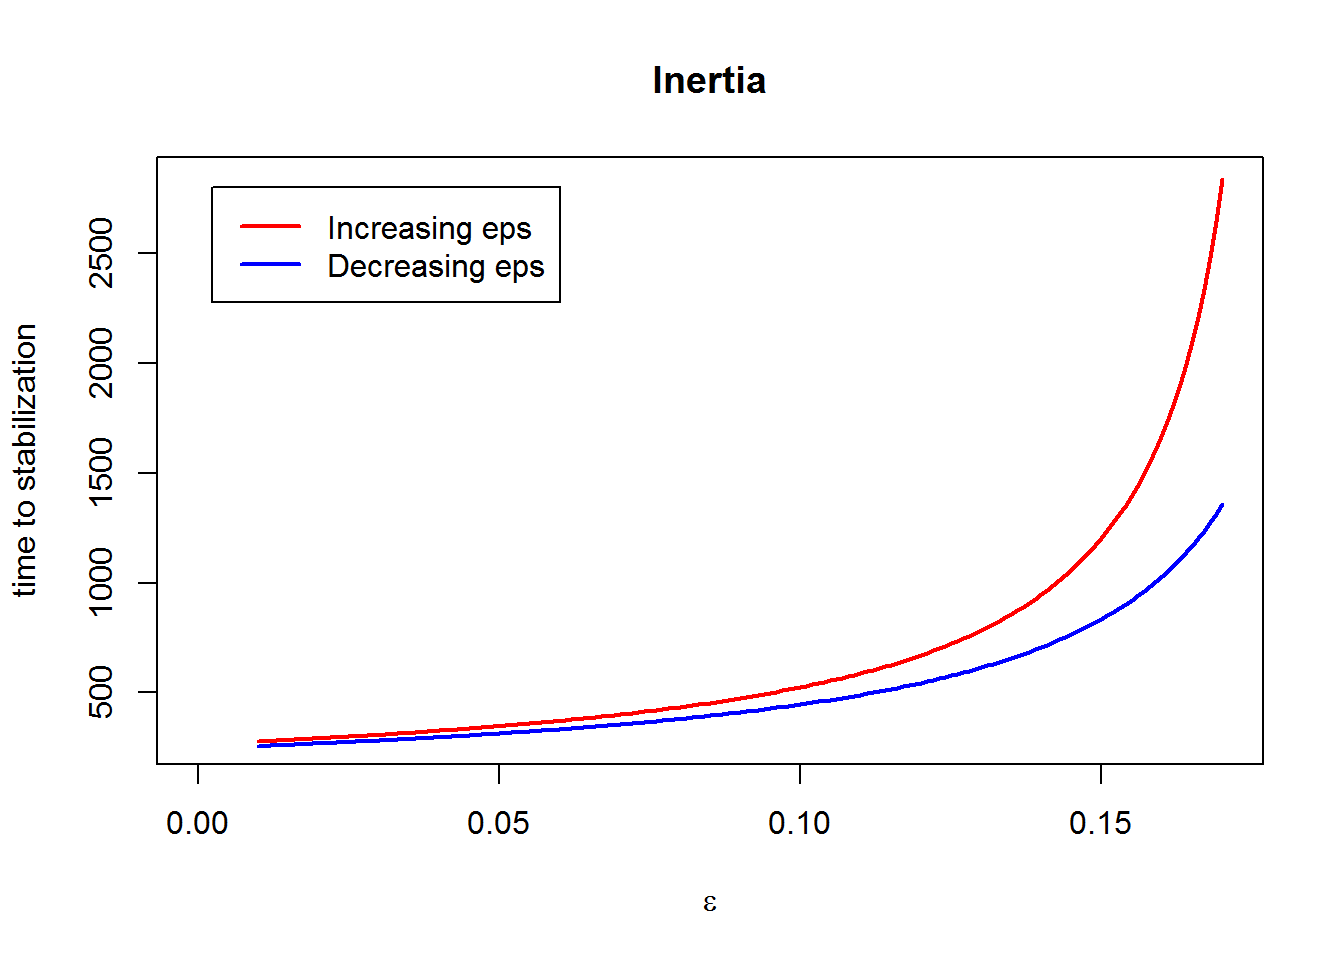 Inertia
Increasing eps
Decreasing eps
time to stabilization
2500
2000
1500
1000
500
0.00 0.05 0.10 0.15
ε